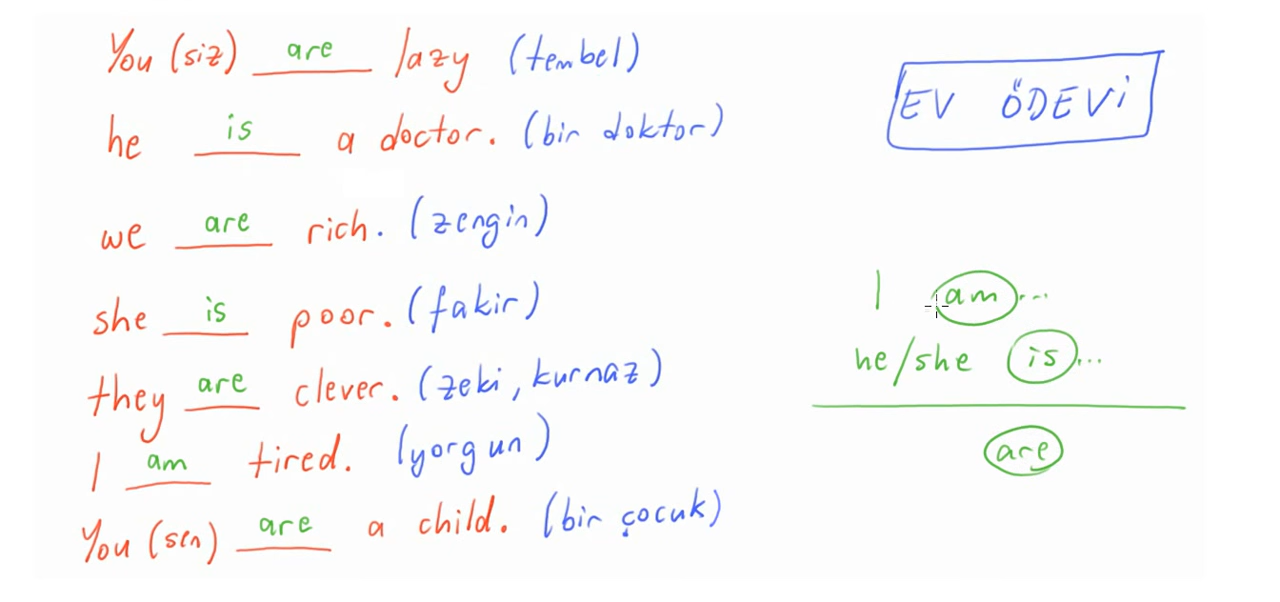 You (siz) are lazy (tembel)
he is a doctor. (bir doktor)
we are rich. (zengin)
she is poor. (fakir)
they are clever. (zeki, kurnaz)
I am tired. (yorgun)
You (sen) are a child. (bir çocuk)
EV ÖDEVİ
I am...
he/she is...
are